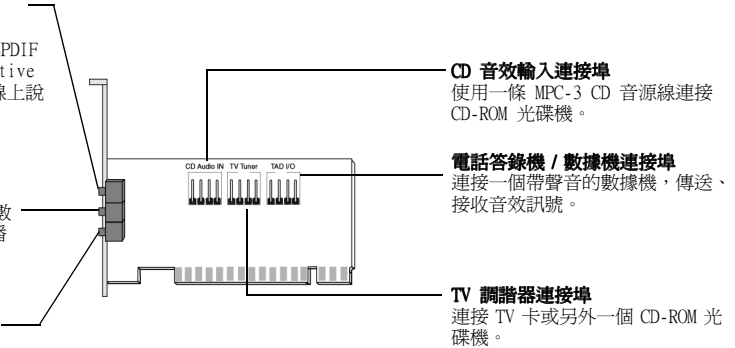 PDIF
tive
線上說
數
CD Audio IN TV Tuner TAD I/O
CD 音效輸入連接埠
使用一條 MPC-3 CD 音源線連接
CD-ROM 光碟機。
電話答錄機 / 數據機連接埠
連接一個帶聲音的數據機，傳送、
接收音效訊號。
TV 調諧器連接埠
連接 TV 卡或另外一個 CD-ROM 光
碟機。